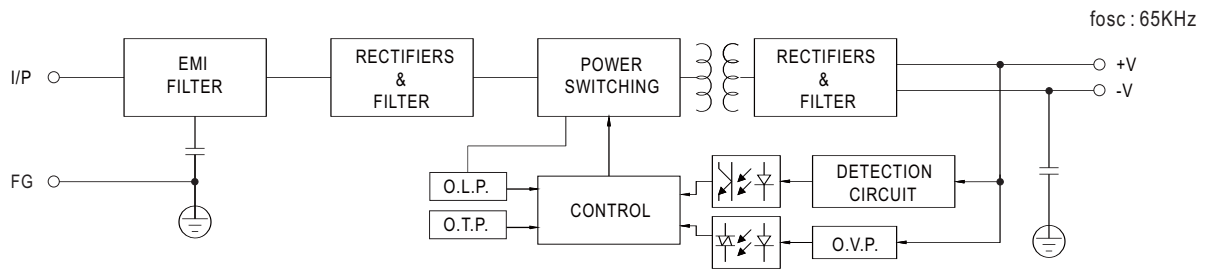 fosc : 65KHz
I/P
EMI
FILTER
RECTIFIERS
&
FILTER
POWER
SWITCHING
RECTIFIERS
&
FILTER
+V
-V
FG
O.L.P.
O.T.P.
CONTROL
DETECTION
CIRCUIT
O.V.P.